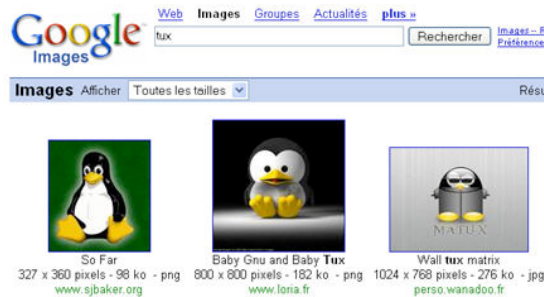 Web Images Groupes Actualités plus »
Google
Images
tux
Rechercher
Images
Images Afficher Toutes les tailles
MATUX
So Far
327 x 360 pixels - 98 ko - png
www.sjbaker.org
Baby Gnu and Baby Tux
800 x 800 pixels - 182 ko - png
www.loria.fr
Wall tux matrix
1024 x 768 pixels - 276 ko - jpg
perso.wanadoo.fr